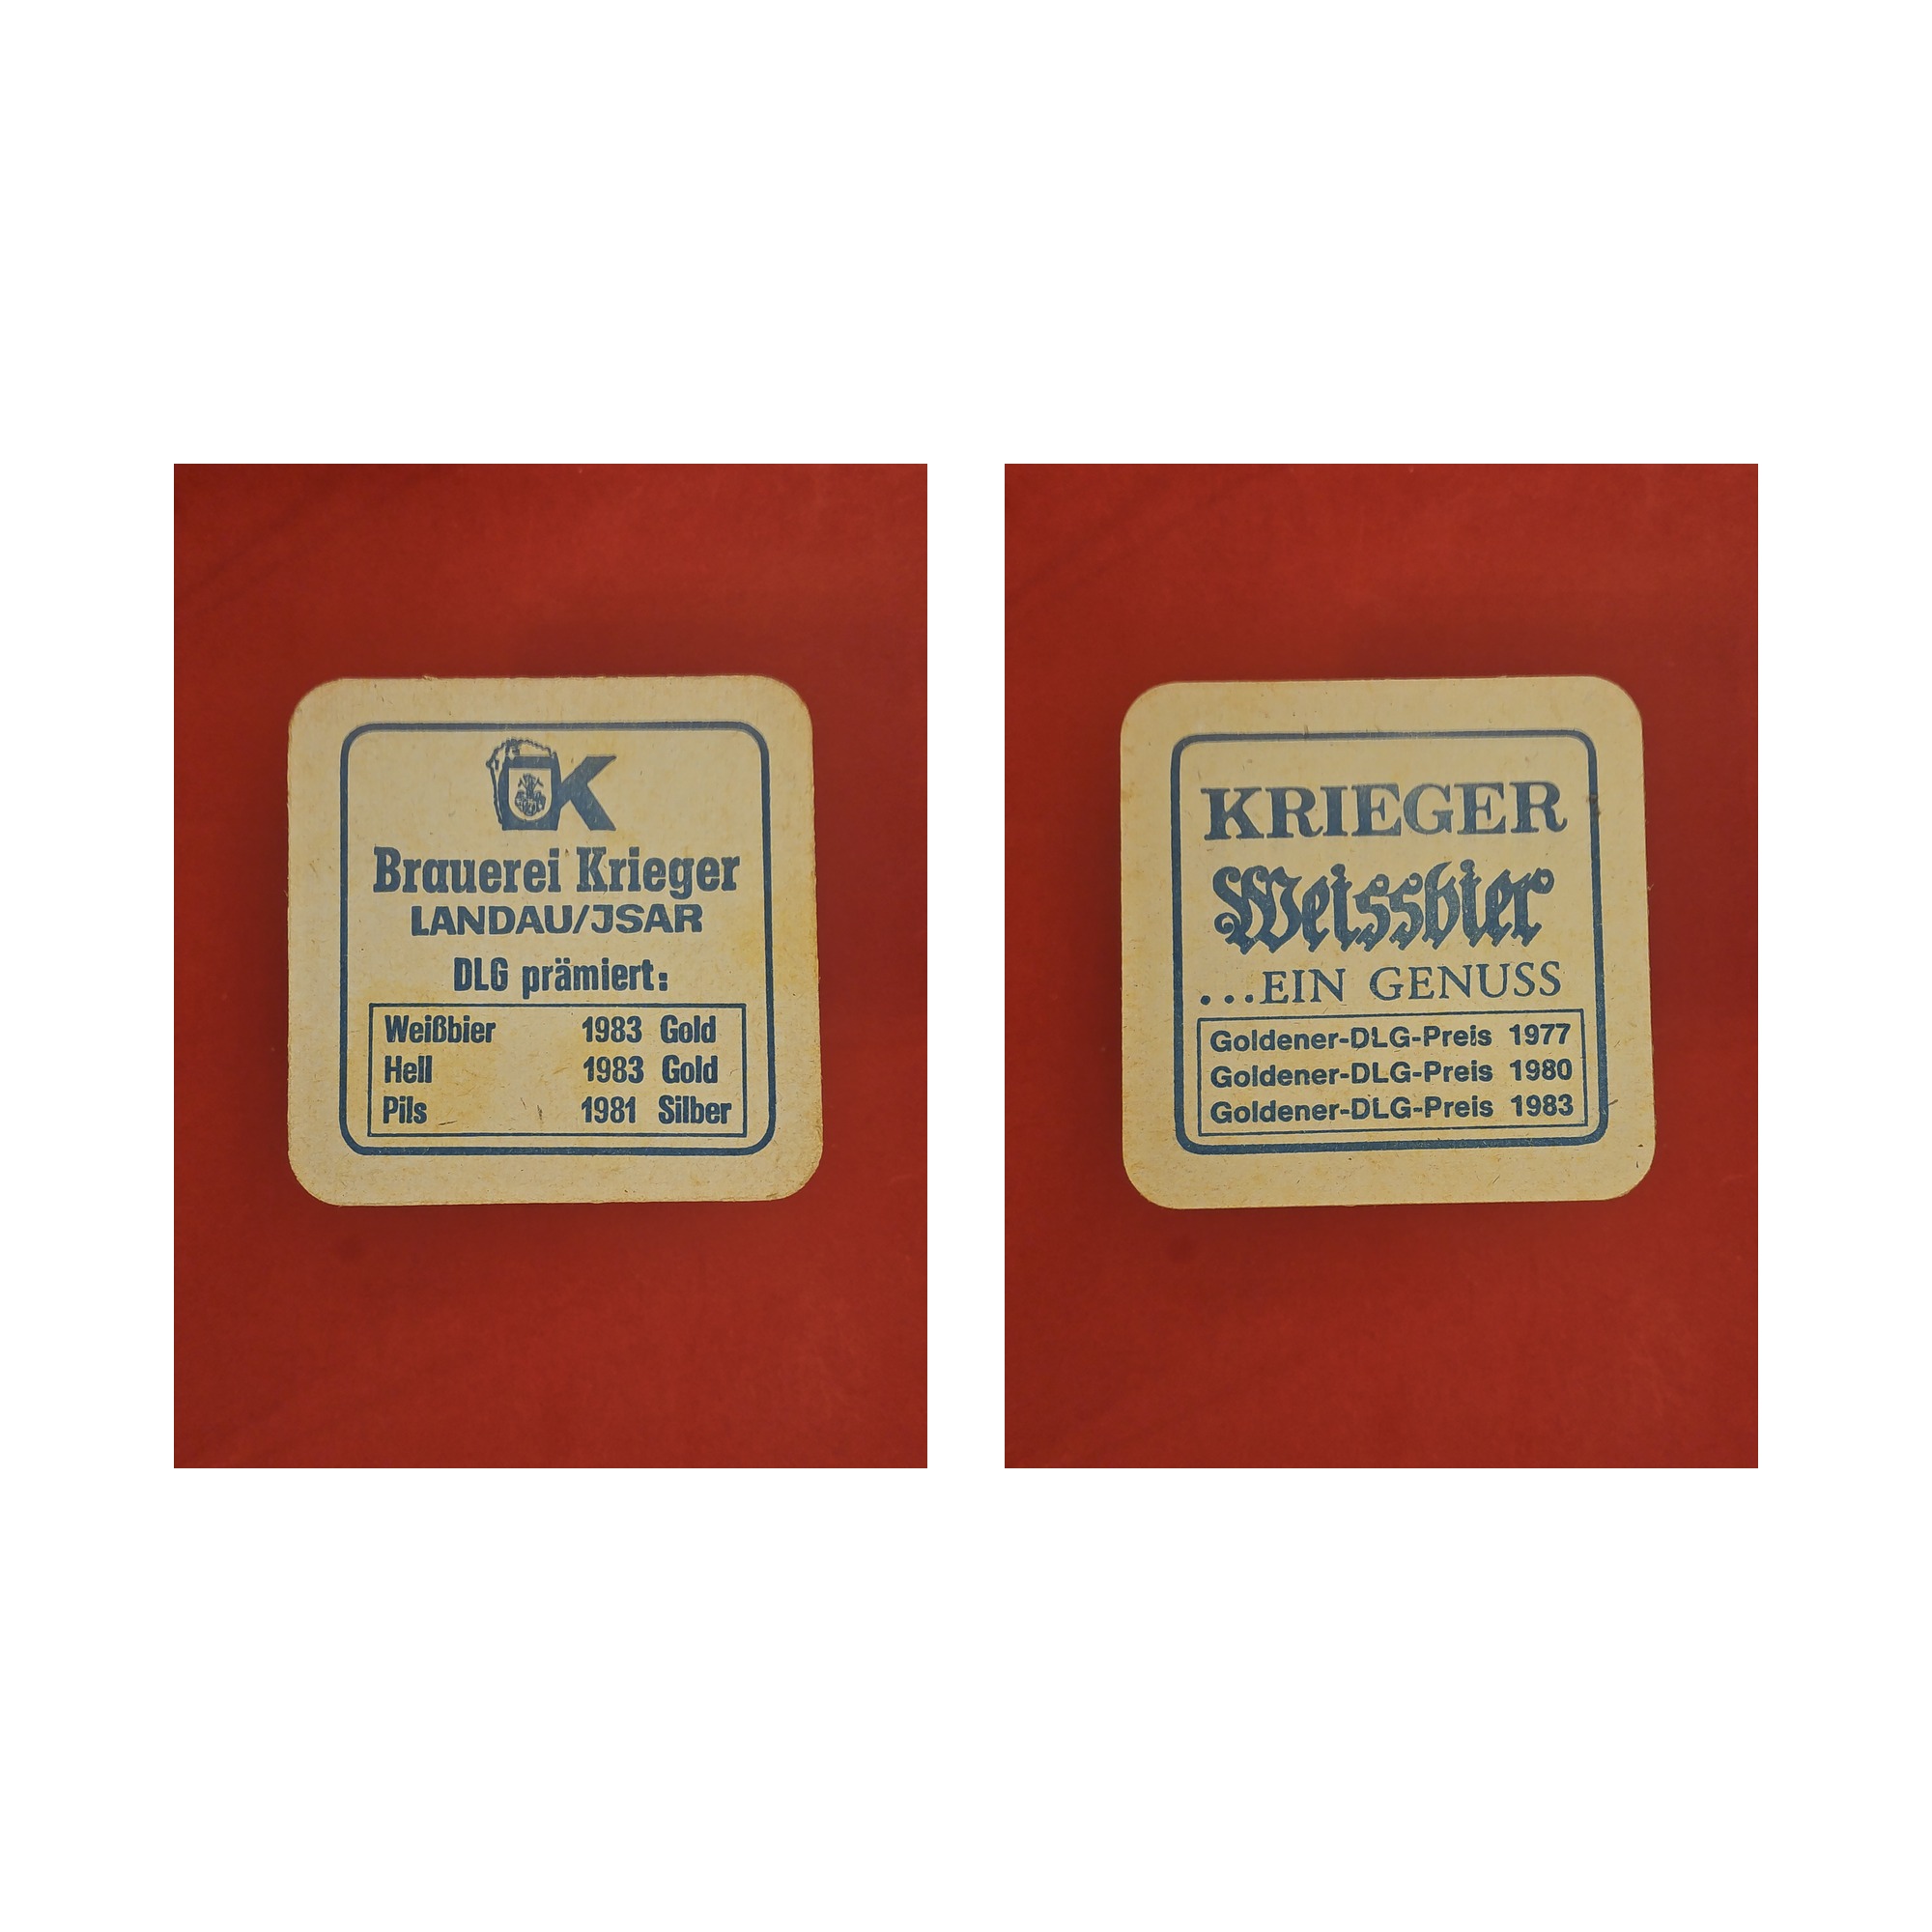 K
Brauerei Krieger
LANDAU/JSAR
DLG prämiert:
Weißbier 1983 Gold
Hell 1983 Gold
Pils 1981 Silber
KRIEGER
Weissbier
...EIN GENUSS
Goldener-DLG-Preis 1977
Goldener-DLG-Preis 1980
Goldener-DLG-Preis 1983